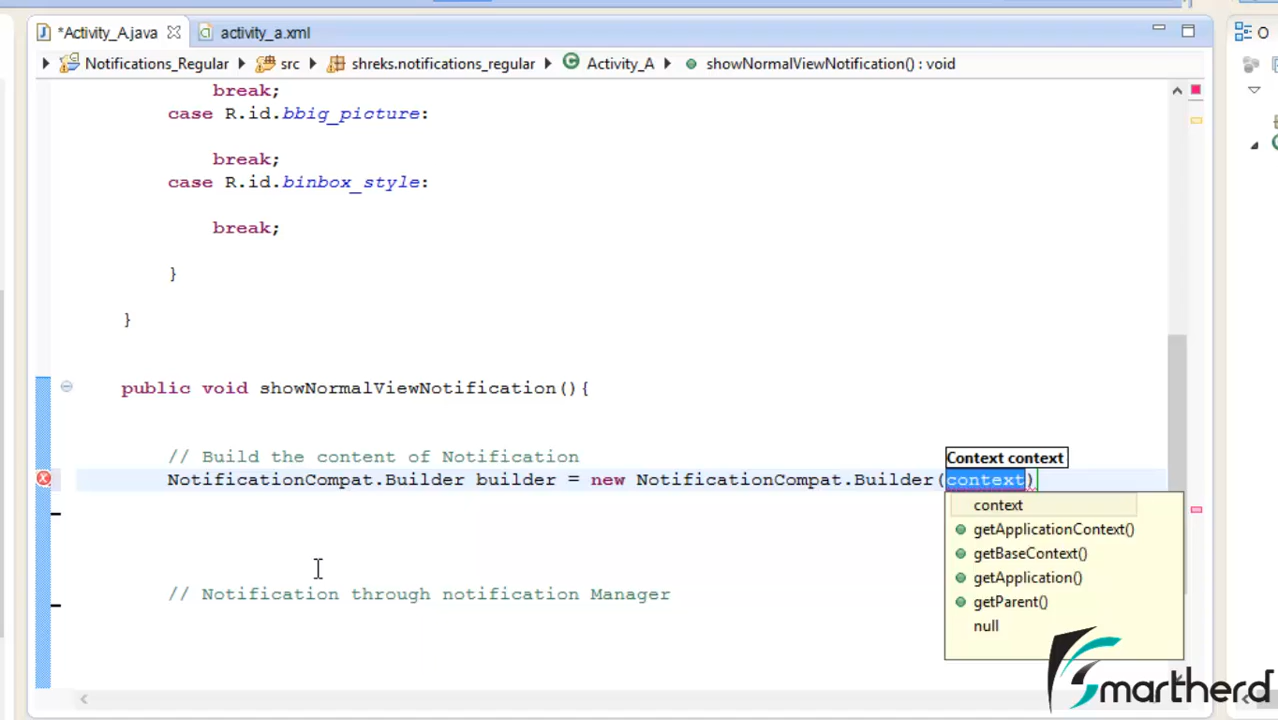 *Activity_A.java activity_a.xml O
Notifications_Regular src shreks.notifications_regular Activity_A showNormalViewNotification() : void
break;
case R.id.bbig_picture:
break;
case R.id.binbox_style:
break;
}
}
public void showNormalViewNotification(){
// Build the content of Notification
Context context
NotificationCompat.Builder builder = new NotificationCompat.Builder(context)
context
getApplicationContext()
getBaseContext()
getApplication()
getParent()
null
// Notification through notification Manager
Smartherd